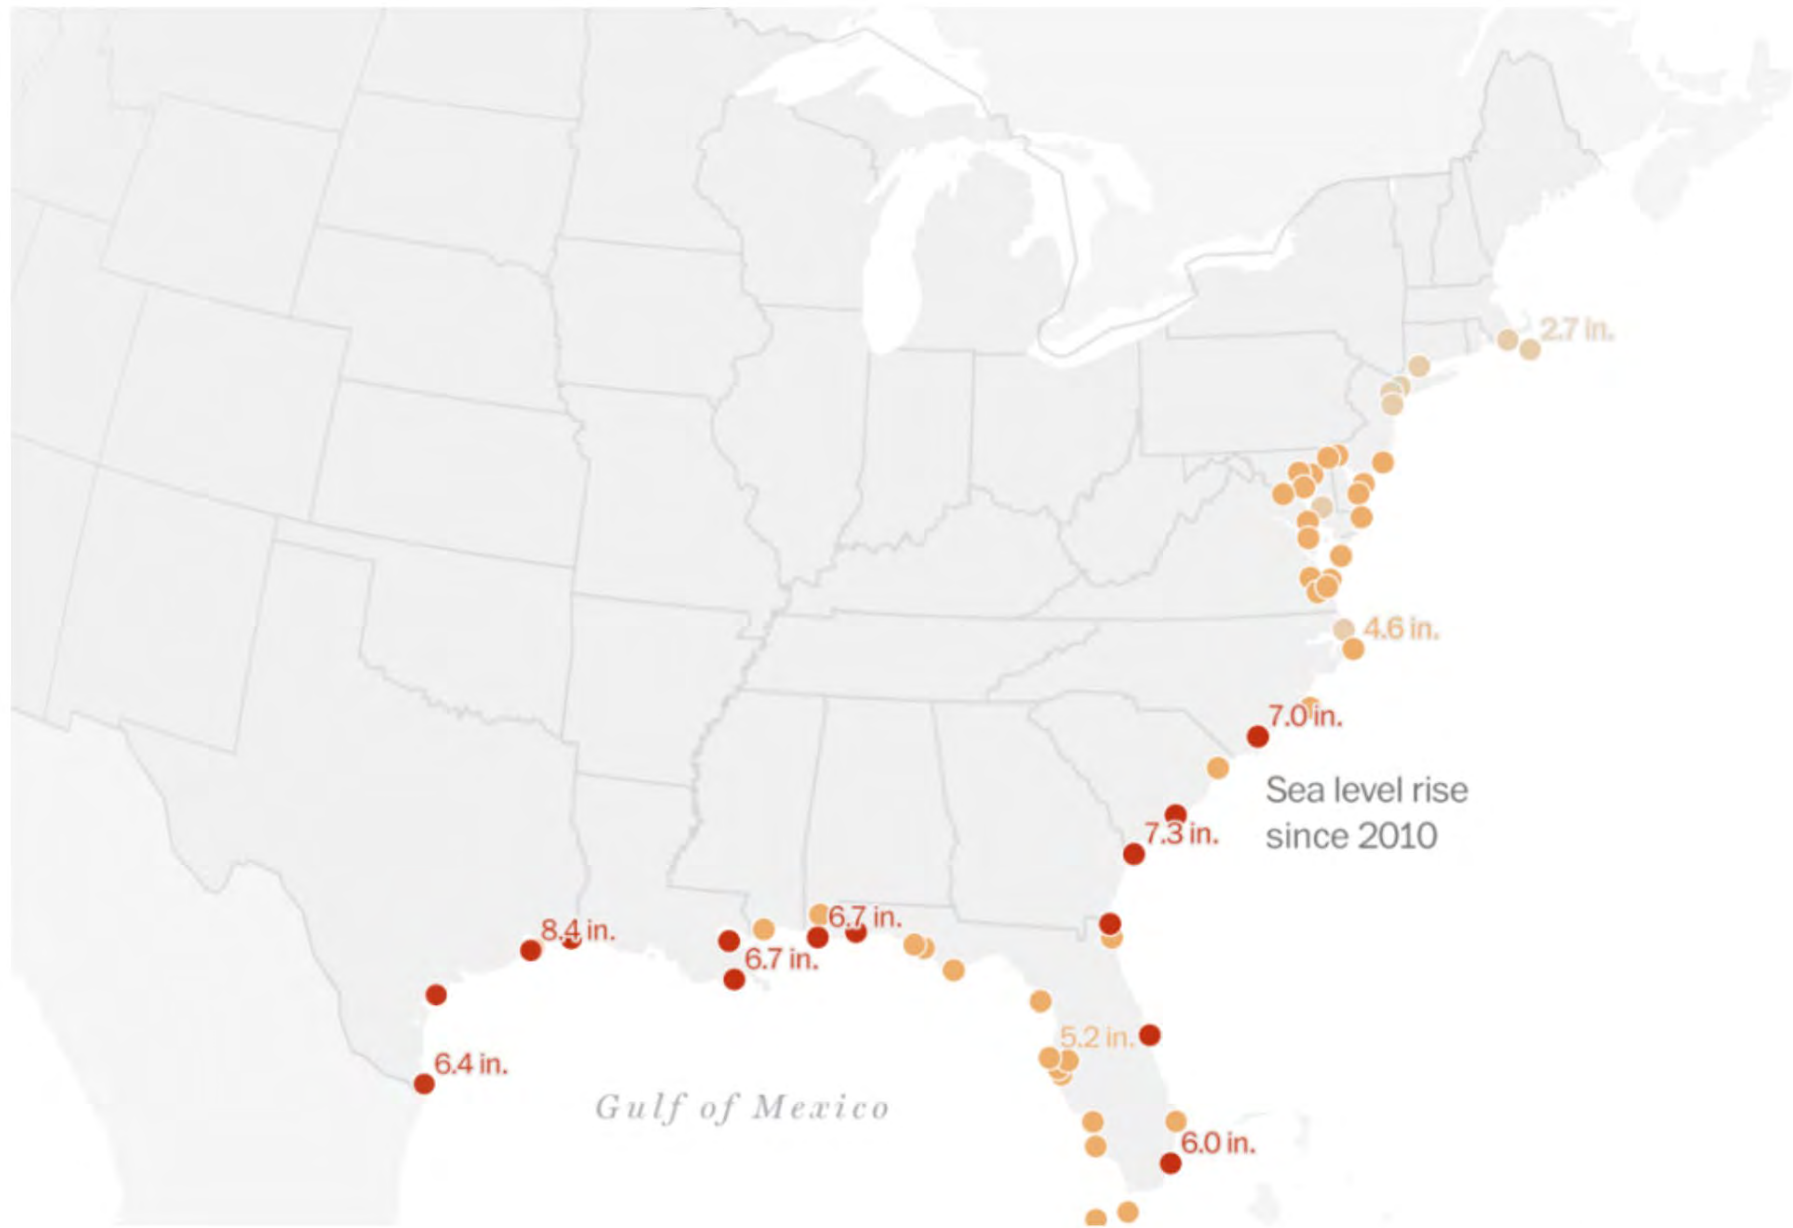 2.7 in.
4.6 in.
7.0 in.
Sea level rise
since 2010
7.3 in.
6.7 in.
8.4 in.
6.7 in.
5.2 in.
6.4 in.
Gulf of Mexico
6.0 in.